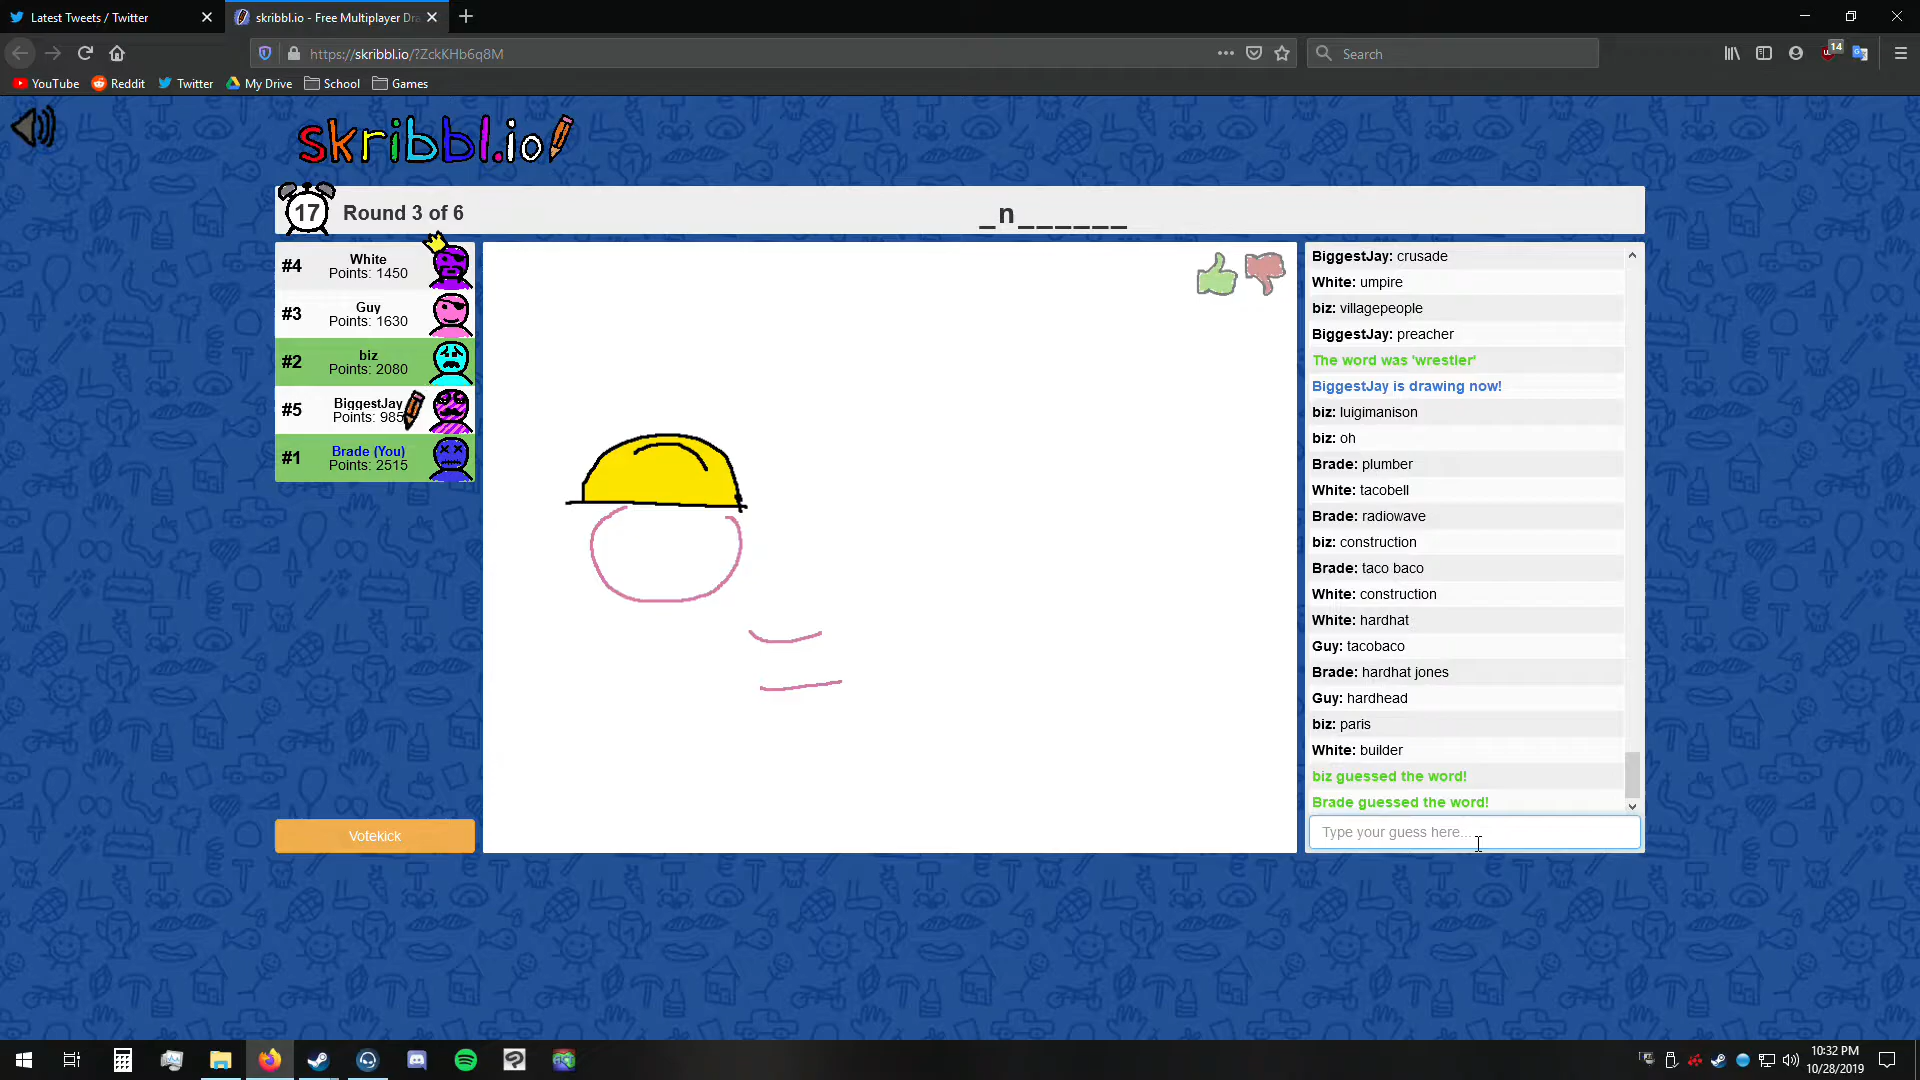 Latest Tweets / Twitter
skribbl.io - Free Multiplayer Dra
https://skribbl.io/?ZckKHb6q8M
Search
14
YouTube
Reddit
Twitter
My Drive
School
Games
skribbl.io
17
Round 3 of 6
_n______
#4
White
Points: 1450
#3
Guy
Points: 1630
#2
biz
Points: 2080
#5
BiggestJay
Points: 985
#1
Brade (You)
Points: 2515
Votekick
BiggestJay: crusade
White: umpire
biz: villagepeople
BiggestJay: preacher
The word was 'wrestler'
BiggestJay is drawing now!
biz: luigimanison
biz: oh
Brade: plumber
White: tacobell
Brade: radiowave
biz: construction
Brade: taco baco
White: construction
White: hardhat
Guy: tacobaco
Brade: hardhat jones
Guy: hardhead
biz: paris
White: builder
biz guessed the word!
Brade guessed the word!
Type your guess here...
10:32 PM
10/28/2019